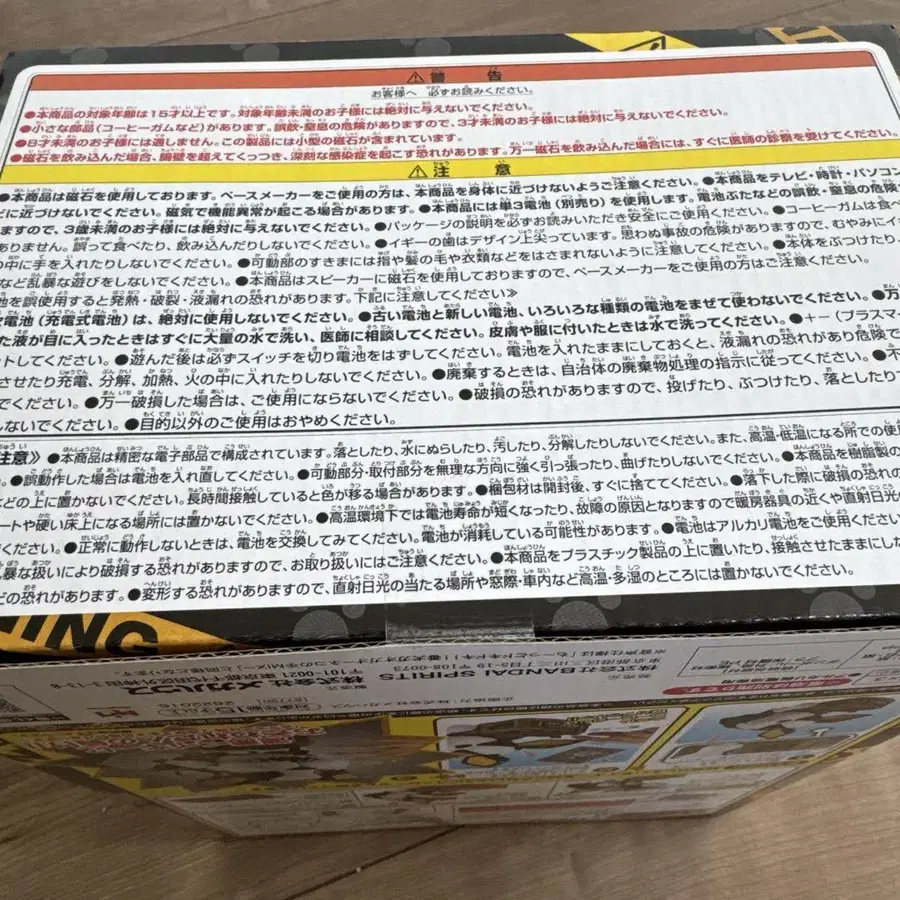 ⚠警告
お客様へ 必ずお読みください。
●本商品の対象年齢は15才以上です。対象年齢未満のお子様には絶対に与えないでください。
●小さな部品(コーヒーガムなど)があります。誤飲・窒息の危険がありますので、3才未満のお子様には絶対に与えないでください。
●8才未満のお子様には適しません。この製品には小型の磁石が含まれています。
●磁石を飲み込んだ場合、腸壁を超えてくっつき、深刻な感染症を起こす恐れがあります。万一磁石を飲み込んだ場合には、すぐに医師の診察を受けてください。
⚠注意
●本商品は磁石を使用しております。ペースメーカーをご使用の方は、本商品を身体に近づけないようご注意ください。●本商品をテレビ・時計・パソコン
どに近づけないでください。磁気で機能異常が起こる場合があります。●本商品には単3電池(別売り)を使用します。電池ふたなどの誤飲・窒息の危険が
ますので、3歳未満のお子様には絶対に与えないでください。●パッケージの説明を必ずお読みいただき安全にご使用ください。●コーヒーガムは食べ
ありません。誤って食べたり、飲み込んだりしないでください。●イギーの歯はデザイン上尖っています。思わぬ事故の危険がありますので、むやみにイ
の中に手を入れたりしないでください。●可動部のすきまには指や髪の毛や衣類などをはさまれないように注意してください。●本体をぶつけたり、
など乱暴な遊びをしないでください。●本商品はスピーカーに磁石を使用しておりますので、ペースメーカーをご使用の方はご注意ください。
池を誤使用すると発熱・破裂・液漏れの恐れがあります。下記に注意してください》
次電池(充電式電池)は、絶対に使用しないでください。●古い電池と新しい電池、いろいろな種類の電池をまぜて使わないでください。●万
た液が目に入ったときはすぐに大量の水で洗い、医師に相談してください。皮膚や服に付いたときは水で洗ってください。●+−(プラスマ
ットしてください。●遊んだ後は必ずスイッチを切り電池をはずしてください。電池を入れたままにしておくと、液漏れの恐れがあり危険で
させたり充電、分解、加熱、火の中に入れたりしないでください。●廃棄するときは、自治体の廃棄物処理の指示に従ってください。●不
でください。●万一破損した場合は、ご使用にならないでください。●破損の恐れがありますので、投げたり、ぶつけたり、落としたり
しないでください。●目的以外のご使用はおやめください。
注意》●本商品は精密な電子部品で構成されています。落としたり、水にぬらしたり、汚したり、分解したりしないでください。また、高温・低温になる所での使用
●誤動作した場合は電池を入れ直してください。●可動部分・取付部分を無理な方向に強く引っ張ったり、曲げたりしないでください。●本商品を樹脂製の
などの上に置かないでください。長時間接触していると色が移る場合があります。●梱包材は開封後、すぐに捨ててください。●落下した際に破損の恐れの
ートや硬い床上になる場所には置かないでください。●高温環境下では電池寿命が短くなったり、故障の原因となりますので暖房器具の近くや直射日光の
●正常に動作しないときは、電池を交換してみてください。電池が消耗している可能性があります。●電池はアルカリ電池をご使用ください
暴な扱いにより破損する恐れがありますので、お取り扱いにはご注意ください。●本商品をプラスチック製品の上に置いたり、接触させたままにした
どの恐れがあります。●変形する恐れがありますので、直射日光の当たる場所や窓際・車内など高温・多湿のところには置かないでください。
発売元
株式会社 BANDAI SPIRITS
製造元
株式会社 メガハウス
〒101-0021
〒108-0073
対象年齢15才以上
2620016